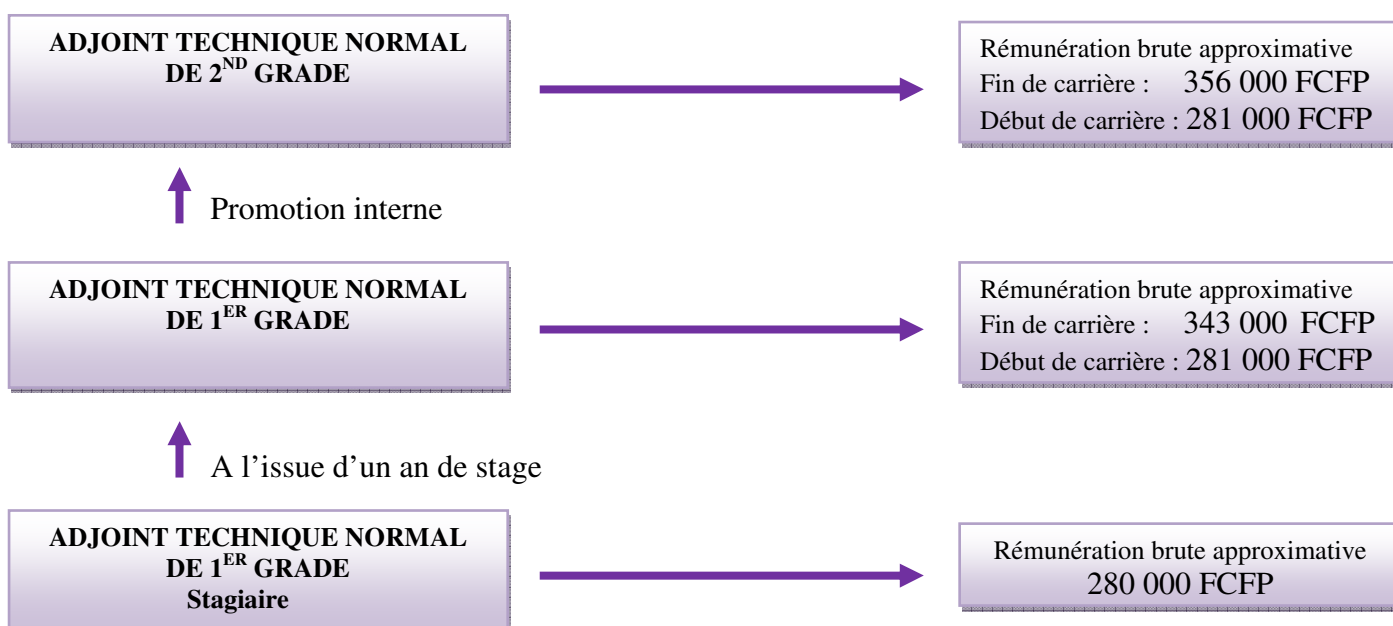 ADJOINT TECHNIQUE NORMAL
DE 2ND GRADE
Rémunération brute approximative
Fin de carrière : 356 000 FCFP
Début de carrière : 281 000 FCFP
Promotion interne
ADJOINT TECHNIQUE NORMAL
DE 1ER GRADE
Rémunération brute approximative
Fin de carrière : 343 000 FCFP
Début de carrière : 281 000 FCFP
A l’issue d’un an de stage
ADJOINT TECHNIQUE NORMAL
DE 1ER GRADE
Stagiaire
Rémunération brute approximative
280 000 FCFP